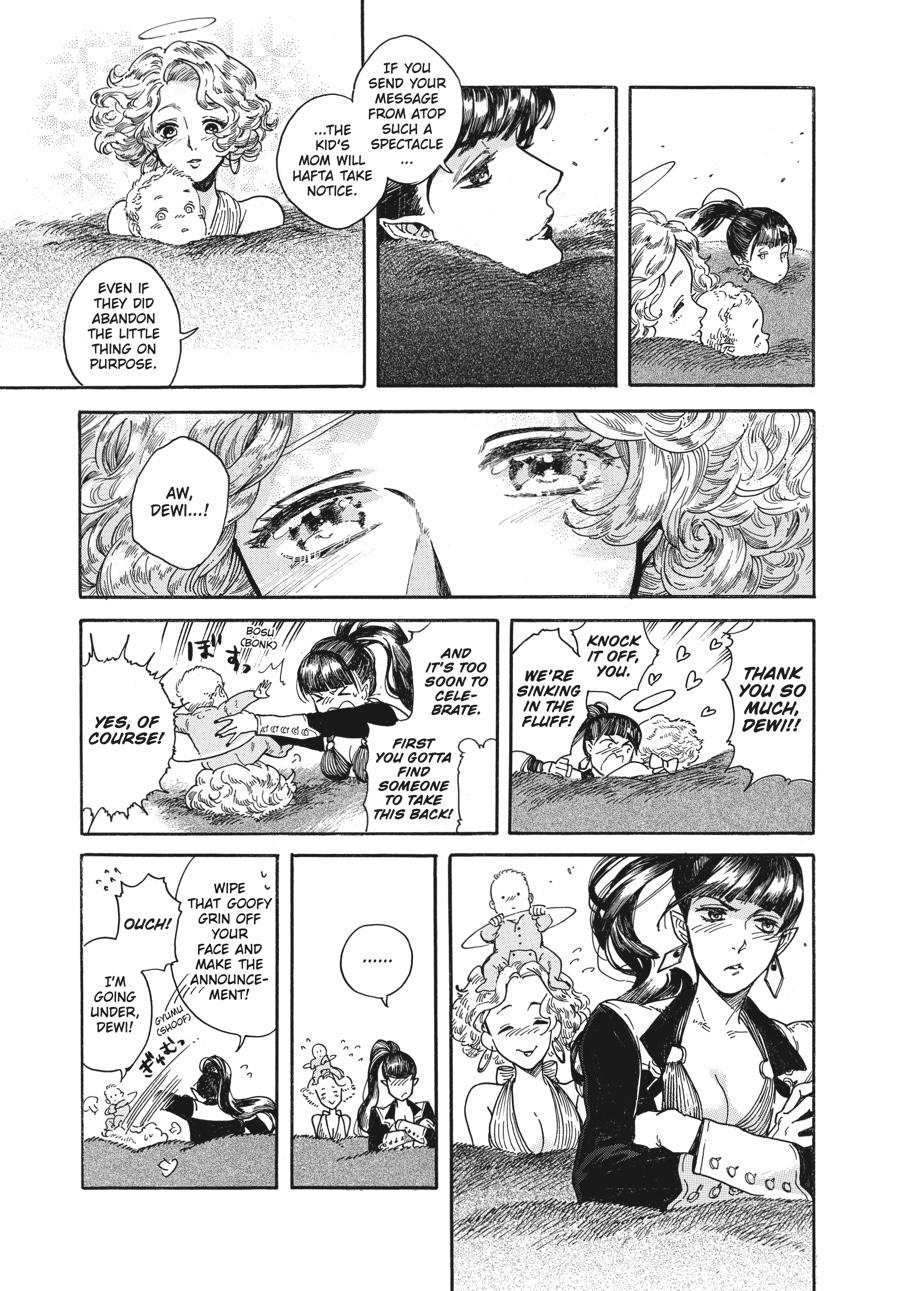 IF YOU
SEND YOUR
MESSAGE
FROM ATOP
SUCH A
SPECTACLE
...
...THE
KID'S
MOM WILL
HAFTA TAKE
NOTICE.
EVEN IF
THEY DID
ABANDON
THE LITTLE
THING ON
PURPOSE.
AW,
DEWI...!
THANK
YOU SO
MUCH,
DEWI!!
KNOCK
IT OFF,
YOU.
WE'RE
SINKING
IN THE
FLUFF!
AND
IT'S TOO
SOON TO
CELE-
BRATE.
FIRST
YOU GOTTA
FIND
SOMEONE
TO TAKE
THIS BACK!
ぼすっ
BOSU
(BONK)
YES, OF
COURSE!
......
WIPE
THAT GOOFY
GRIN OFF
YOUR
FACE AND
MAKE THE
ANNOUNCE-
MENT!
OUCH!
I'M
GOING
UNDER,
DEWI!
GYUMU
(SHOOF)
ぎゅむっ